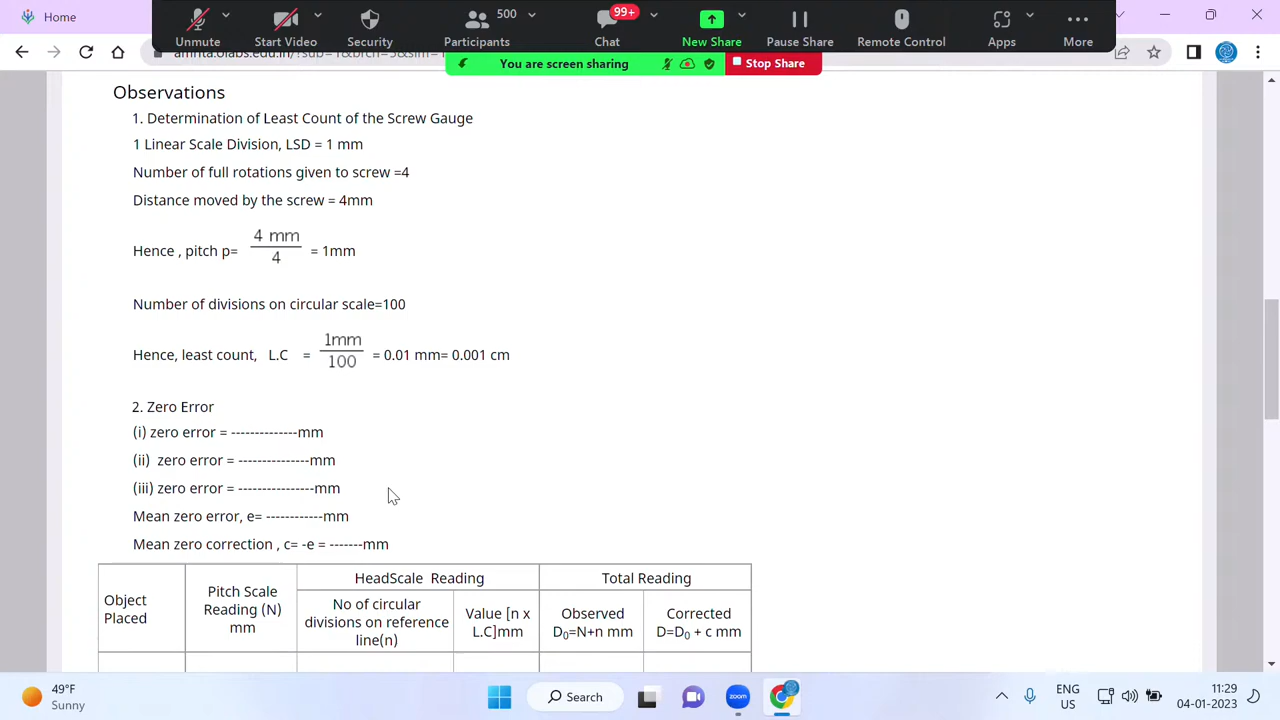 Home
Unmute
Start Video
Security
500
Participants
99+
Chat
New Share
Pause Share
Remote Control
Apps
More
You are screen sharing
Stop Share
Observations
1. Determination of Least Count of the Screw Gauge
1 Linear Scale Division, LSD = 1 mm
Number of full rotations given to screw =4
Distance moved by the screw = 4mm
Hence , pitch p= 4 mm / 4 = 1mm
Number of divisions on circular scale=100
Hence, least count, L.C = 1mm / 100 = 0.01 mm= 0.001 cm
2. Zero Error
(i) zero error = --------------mm
(ii) zero error = ---------------mm
(iii) zero error = ----------------mm
Mean zero error, e= ------------mm
Mean zero correction , c= -e = -------mm
Object Placed
Pitch Scale Reading (N) mm
HeadScale Reading
No of circular divisions on reference line(n)
Value [n x L.C]mm
Total Reading
Observed D₀=N+n mm
Corrected D=D₀ + c mm
49°F
Sunny
Search
zoom
ENG
US
11:29
04-01-2023